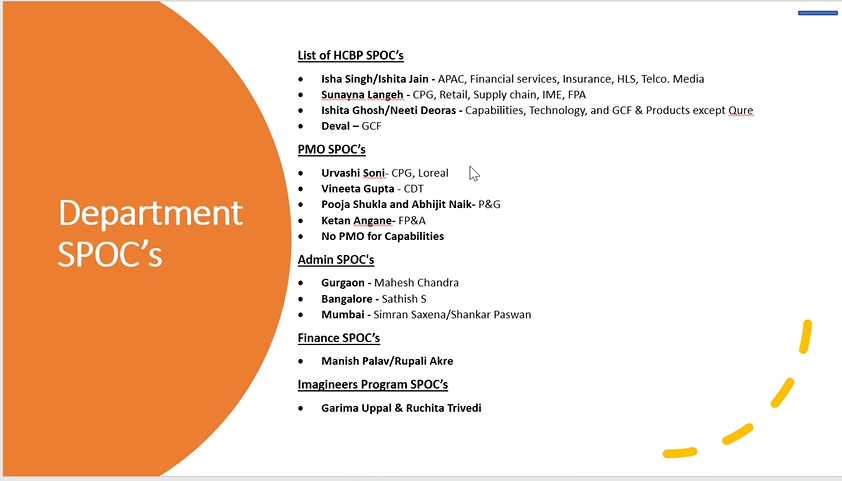 Department
SPOC's
List of HCBP SPOC's
• Isha Singh/Ishita Jain - APAC, Financial services, Insurance, HLS, Telco. Media
• Sunayna Langeh - CPG, Retail, Supply chain, IME, FPA
• Ishita Ghosh/Neeti Deoras - Capabilities, Technology, and GCF & Products except Qure
• Deval – GCF
PMO SPOC's
• Urvashi Soni- CPG, Loreal
• Vineeta Gupta - CDT
• Pooja Shukla and Abhijit Naik- P&G
• Ketan Angane- FP&A
• No PMO for Capabilities
Admin SPOC's
• Gurgaon - Mahesh Chandra
• Bangalore - Sathish S
• Mumbai - Simran Saxena/Shankar Paswan
Finance SPOC's
• Manish Palav/Rupali Akre
Imagineers Program SPOC's
• Garima Uppal & Ruchita Trivedi